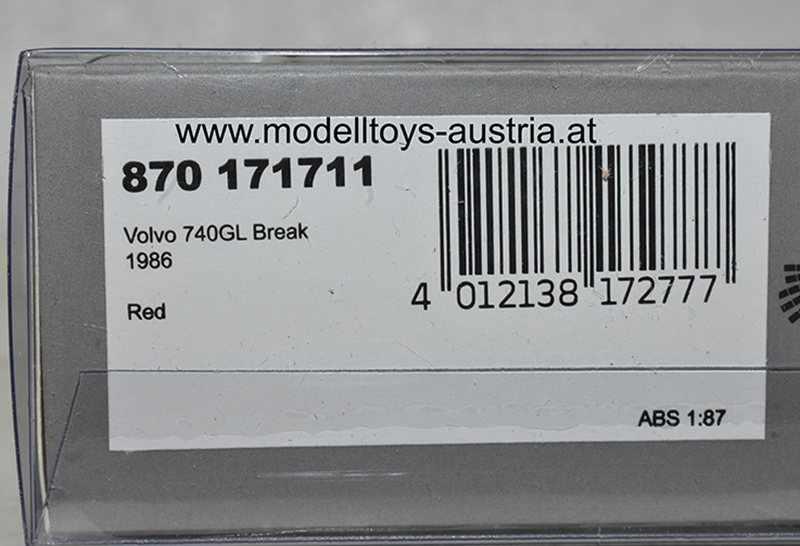 www.modelltoys-austria.at
870 171711
Volvo 740GL Break
1986
Red
4 012138 172777
ABS 1:87